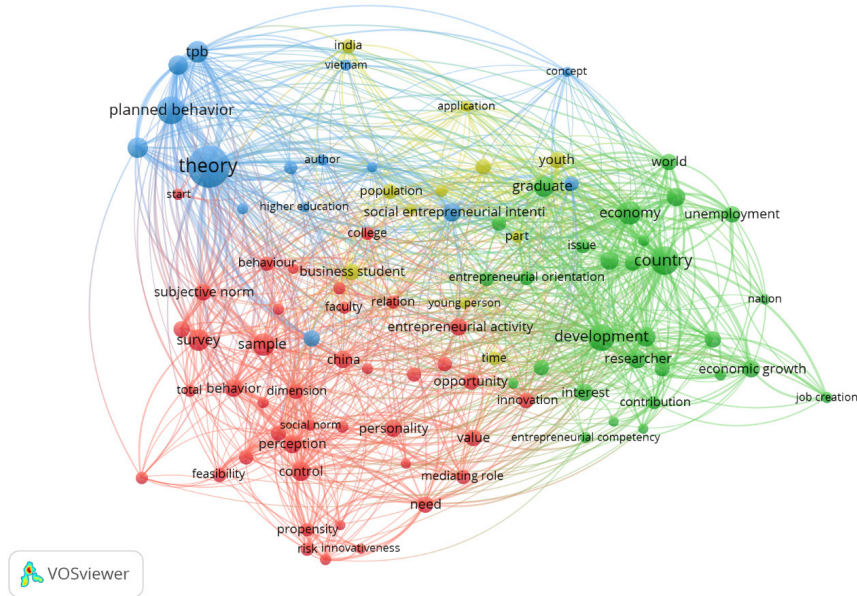 india
tpb
vietnam
concept
planned behavior
application
theory
author
youth
world
start
population
graduate
higher education
social entrepreneurial intenti
economy
unemployment
college
part
issue
behaviour
business student
country
entrepreneurial orientation
subjective norm
faculty
relation
young person
nation
entrepreneurial activity
survey
sample
development
china
time
researcher
economic growth
total
behavior
dimension
opportunity
innovation
interest
contribution
job creation
social norm
personality
perception
value
entrepreneurial competency
feasibility
control
mediating role
need
propensity
risk
innovativeness
VOSviewer